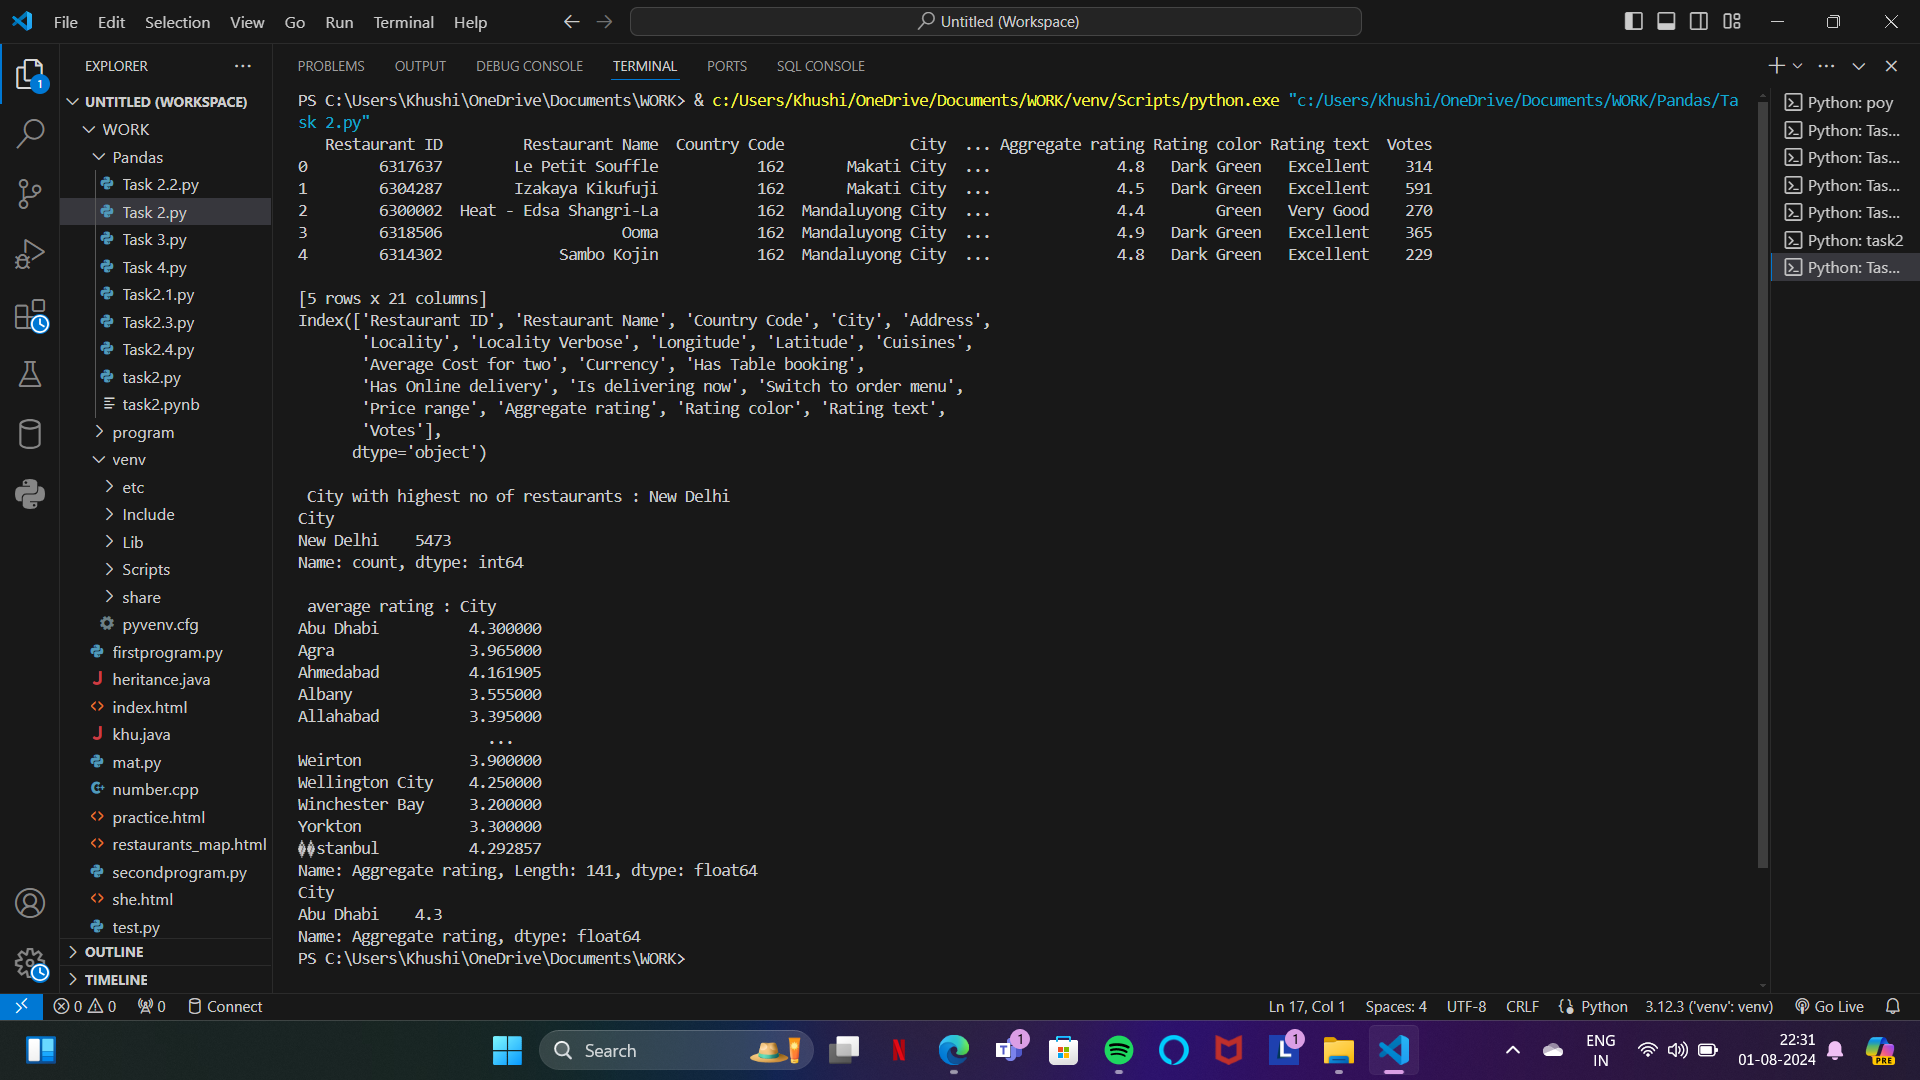 File Edit Selection View Go Run Terminal Help
Untitled (Workspace)
EXPLORER
1
UNTITLED (WORKSPACE)
WORK
Pandas
Task 2.2.py
Task 2.py
Task 3.py
Task 4.py
Task2.1.py
Task2.3.py
Task2.4.py
task2.py
task2.pynb
program
venv
etc
Include
Lib
Scripts
share
pyvenv.cfg
firstprogram.py
heritance.java
index.html
khu.java
mat.py
number.cpp
practice.html
restaurants_map.html
secondprogram.py
she.html
test.py
OUTLINE
TIMELINE
PROBLEMS OUTPUT DEBUG CONSOLE TERMINAL PORTS SQL CONSOLE
PS C:\Users\Khushi\OneDrive\Documents\WORK> & c:/Users/Khushi/OneDrive/Documents/WORK/venv/Scripts/python.exe "c:/Users/Khushi/OneDrive/Documents/WORK/Pandas/Ta
sk 2.py"
Restaurant ID Restaurant Name Country Code City ... Aggregate rating Rating color Rating text Votes
0 6317637 Le Petit Souffle 162 Makati City ... 4.8 Dark Green Excellent 314
1 6304287 Izakaya Kikufuji 162 Makati City ... 4.5 Dark Green Excellent 591
2 6300002 Heat - Edsa Shangri-La 162 Mandaluyong City ... 4.4 Green Very Good 270
3 6318506 Ooma 162 Mandaluyong City ... 4.9 Dark Green Excellent 365
4 6314302 Sambo Kojin 162 Mandaluyong City ... 4.8 Dark Green Excellent 229
[5 rows x 21 columns]
Index(['Restaurant ID', 'Restaurant Name', 'Country Code', 'City', 'Address',
'Locality', 'Locality Verbose', 'Longitude', 'Latitude', 'Cuisines',
'Average Cost for two', 'Currency', 'Has Table booking',
'Has Online delivery', 'Is delivering now', 'Switch to order menu',
'Price range', 'Aggregate rating', 'Rating color', 'Rating text',
'Votes'],
dtype='object')
City with highest no of restaurants : New Delhi
City
New Delhi 5473
Name: count, dtype: int64
average rating : City
Abu Dhabi 4.300000
Agra 3.965000
Ahmedabad 4.161905
Albany 3.555000
Allahabad 3.395000
...
Weirton 3.900000
Wellington City 4.250000
Winchester Bay 3.200000
Yorkton 3.300000
��stanbul 4.292857
Name: Aggregate rating, Length: 141, dtype: float64
City
Abu Dhabi 4.3
Name: Aggregate rating, dtype: float64
PS C:\Users\Khushi\OneDrive\Documents\WORK>
Python: poy
Python: Tas...
Python: Tas...
Python: Tas...
Python: Tas...
Python: task2
Python: Tas...
0 0 0 Connect Ln 17, Col 1 Spaces: 4 UTF-8 CRLF Python 3.12.3 ('venv': venv) Go Live
Search
1
L 1
ENG
IN
22:31
01-08-2024
PRE